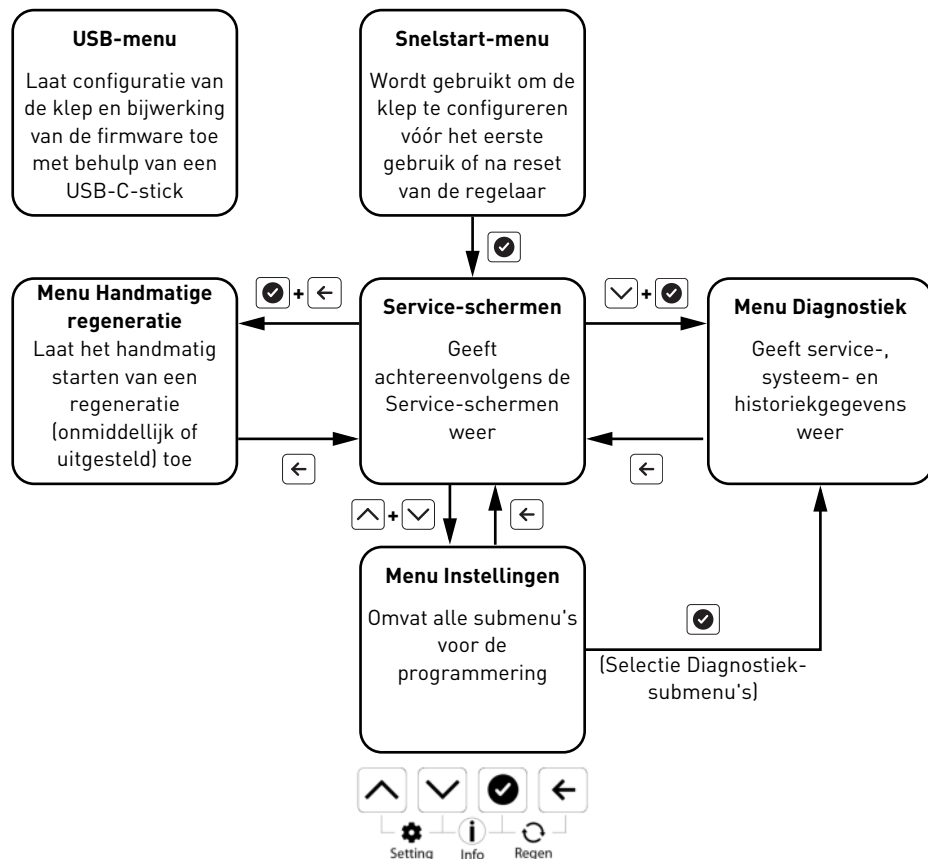 USB-menu
Laat configuratie van
de klep en bijwerking
van de firmware toe
met behulp van een
USB-C-stick
Snelstart-menu
Wordt gebruikt om de
klep te configureren
vóór het eerste
gebruik of na reset
van de regelaar
Menu Handmatige
regeneratie
Laat het handmatig
starten van een
regeneratie
(onmiddellijk of
uitgesteld) toe
+
Service-schermen
Geeft
achtereenvolgens de
Service-schermen
weer
+
Menu Diagnostiek
Geeft service-,
systeem- en
historiekgegevens
weer
+
Menu Instellingen
Omvat alle submenu's
voor de
programmering
(Selectie Diagnostiek-
submenu's)
Setting
Info
Regen